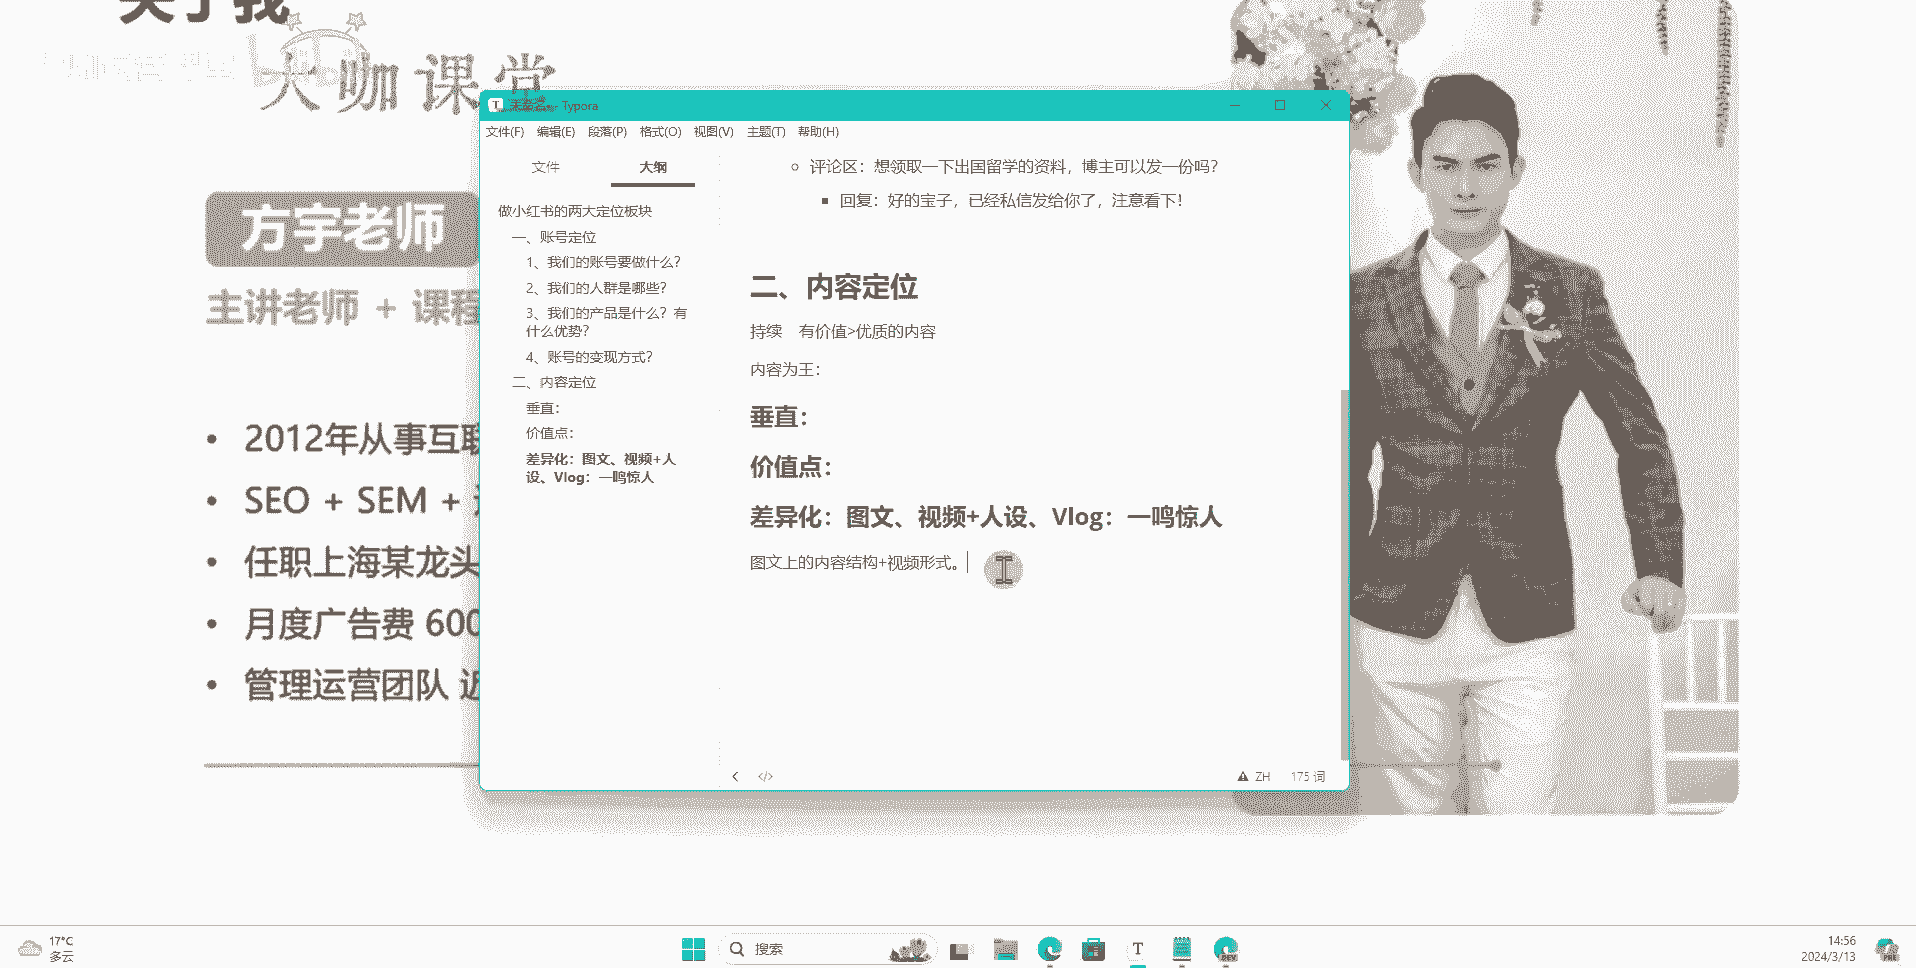 关于我
大咖课堂
方宇老师
主讲老师 + 课程
2012年从事互联
SEO + SEM +
任职上海某龙头
月度广告费 600
管理运营团队 近
Typora
文件(F) 编辑(E) 段落(P) 格式(O) 视图(V) 主题(T) 帮助(H)
文件 大纲
做小红书的两大定位板块
一、账号定位
1、我们的账号要做什么？
2、我们的人群是哪些？
3、我们的产品是什么？有
什么优势？
4、账号的变现方式？
二、内容定位
垂直：
价值点：
差异化：图文、视频+人
设、Vlog：一鸣惊人
评论区：想领取一下出国留学的资料，博主可以发一份吗？
回复：好的宝子，已经私信发给你了，注意看下！
二、内容定位
持续 有价值>优质的内容
内容为王：
垂直：
价值点：
差异化：图文、视频+人设、Vlog：一鸣惊人
图文上的内容结构+视频形式。
ZH 175 词
17°C
多云
搜索
DEV
14:56
2024/3/13
PRE